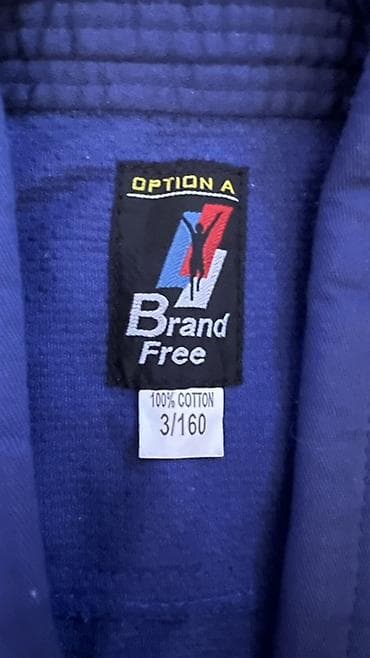 OPTION A
Brand
Free
100% COTTON
3/160